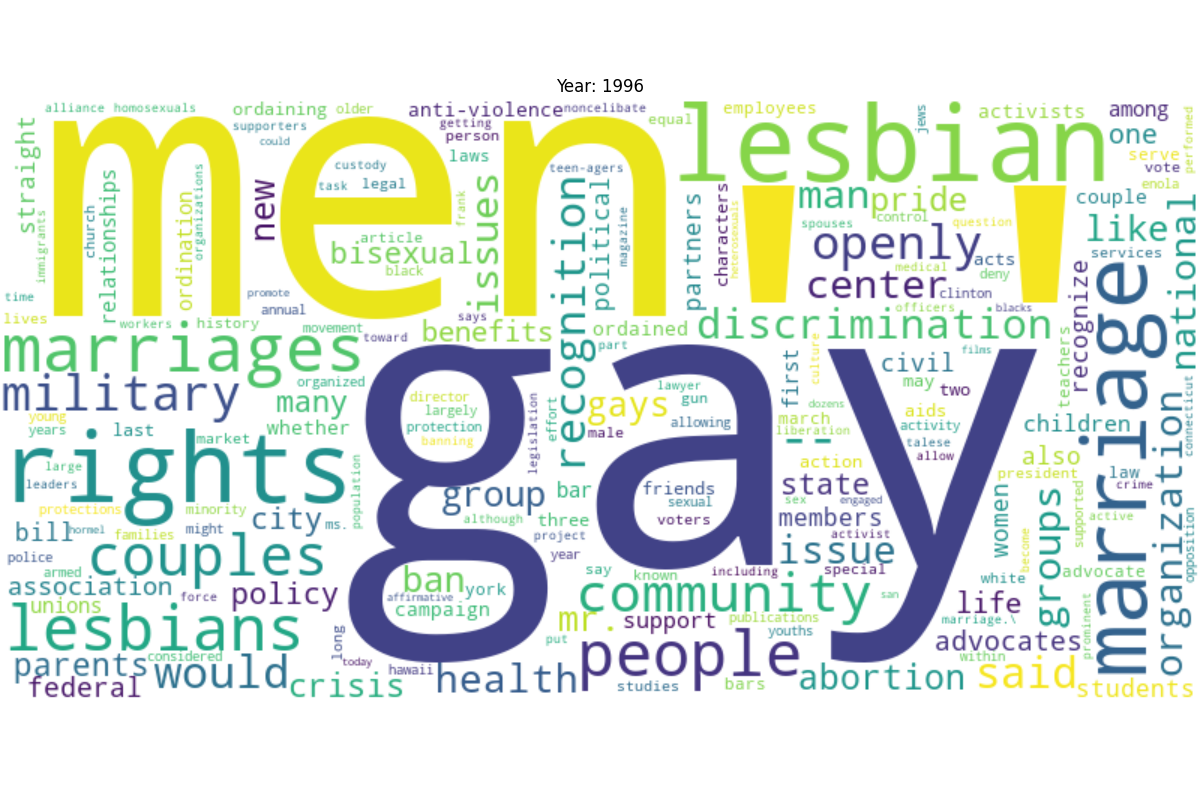 Year: 1996
alliance
homosexuals
ordaining
older
anti-violence
noncelibate
employees
activists
among
supporters
getting
equal
jews
one
performed
could
person
men
lesbian
straight
laws
serve
custody
teen-agers
vote
task
legal
enola
church
relationships
ordination
organizations
new
frank
issues
recognition
political
magazine
partners
characters
heterosexuals
"
man
pride
couple
spouses
control
question
like
national
immigrants
article
bisexual
black
openly
acts
services
medical
deny
center
clinton
time
promote
annual
officers
blacks
recognize
marriage
lives
workers
history
movement
toward
says
benefits
ordained
discrimination
part
marriages
military
organized
many
whether
gay
director
largely
protection
banning
legislation
effort
gays
male
lawyer
gun
allowing
first
culture
march
dozens
liberation
--
civil
films
may
two
aids
activity
talese
allow
teachers
children
connecticut
young
years
last
market
rights
large
leaders
population
action
also
president
law
crime
organization
protections
minority
group
bar
friends
sexual
voters
state
sex
engaged
members
activist
women
groups
supported
active
bill
hormel
families
might
city
ms.
although
three
project
year
issue
become
opposition
police
couples
armed
association
force
policy
ban
york
affirmative
campaign
say
known
including
special
white
advocate
unions
community
san
life
marriage.\
prominent
lesbians
long
mr.
support
publications
youths
put
advocates
within
parents
considered
would
today
hawaii
health
people
abortion
said
federal
crisis
studies
bars
students